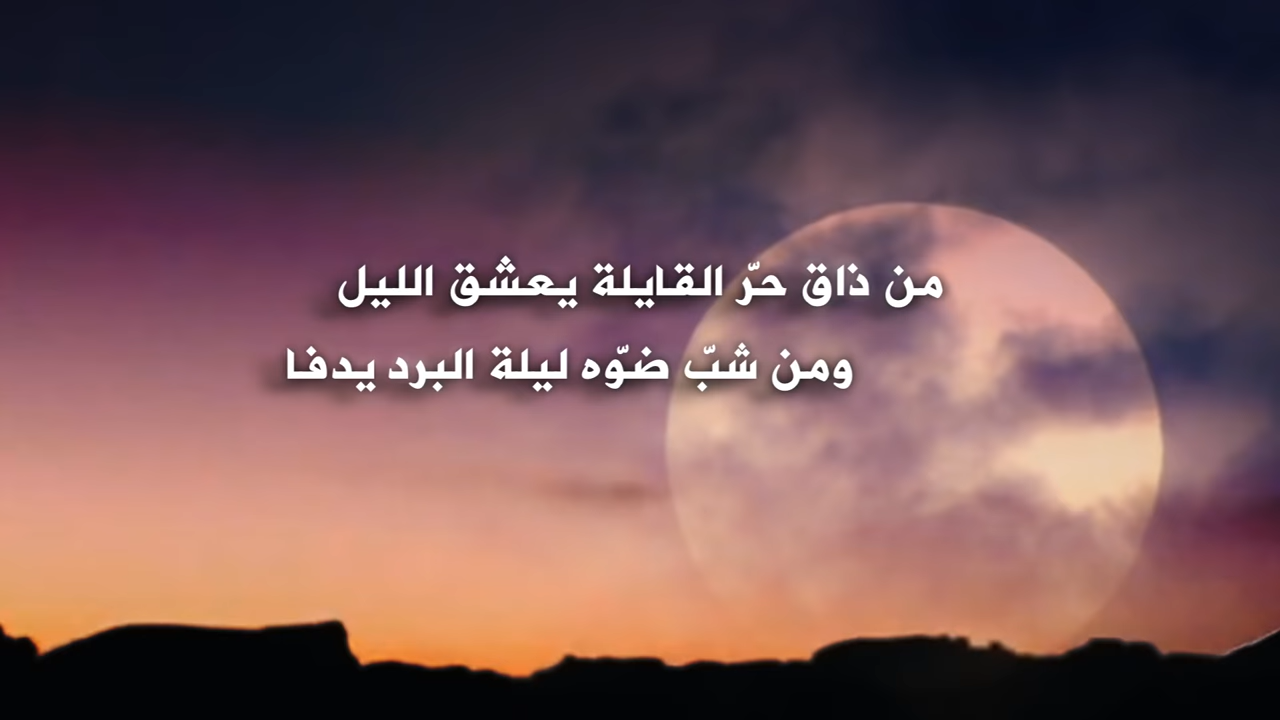 من ذاق حرّ القايلة يعشق الليل
ومن شبّ ضوّه ليلة البرد يدفا